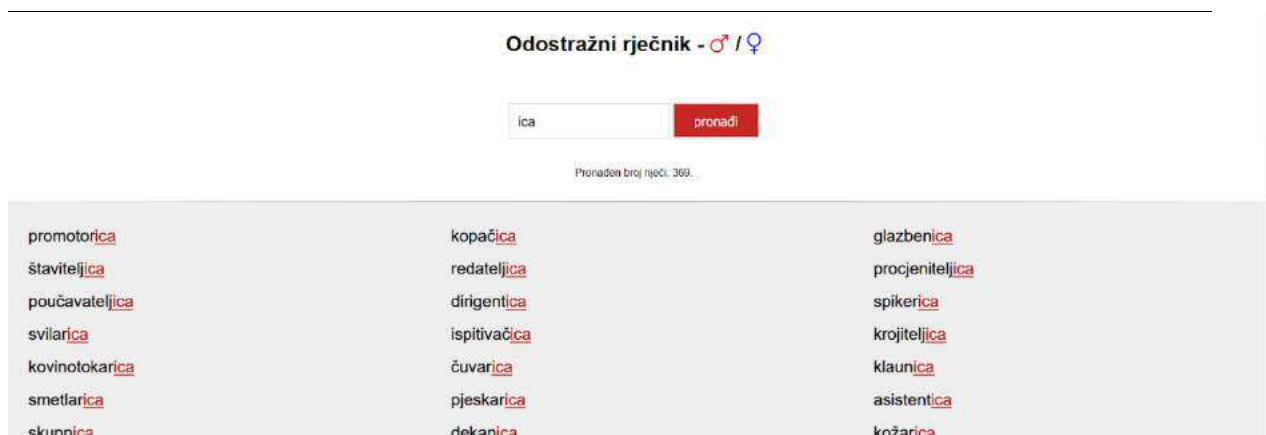 Odostražni rječnik - ♂ / ♀
ica pronađi
Pronađen broj riječi: 369.
promotorica kopačica glazbenica
štaviteljica redateljica procjeniteljica
poučavateljica dirigentica spikerica
svilarica ispitivačica krojiteljica
kovinotokarica čuvarica klaunica
smetlarica pjeskarica asistentica
dekanica kožarica